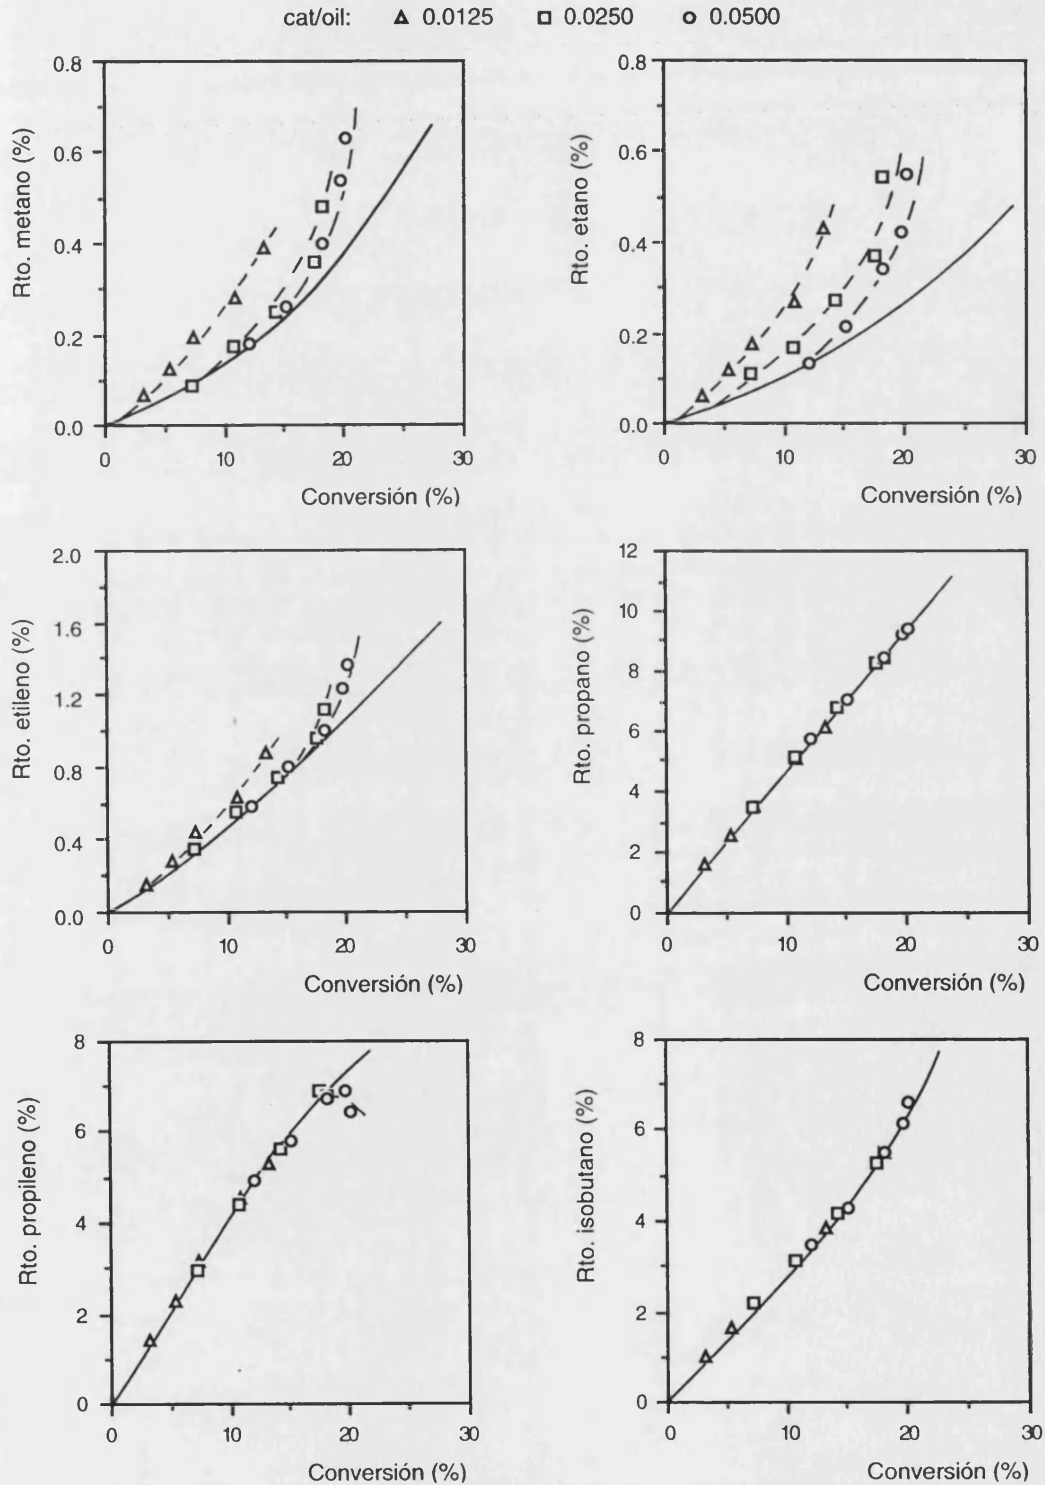 cat/oil: △ 0.0125 □ 0.0250 ○ 0.0500
0.8
0.6
0.4
0.2
0.0
Rto. metano (%)
0 10 20 30
Conversión (%)
0.8
0.6
0.4
0.2
0.0
Rto. etano (%)
0 10 20 30
Conversión (%)
2.0
1.6
1.2
0.8
0.4
0.0
Rto. etileno (%)
0 10 20 30
Conversión (%)
12
10
8
6
4
2
0
Rto. propano (%)
0 10 20 30
Conversión (%)
8
6
4
2
0
Rto. propileno (%)
0 10 20 30
Conversión (%)
8
6
4
2
0
Rto. isobutano (%)
0 10 20 30
Conversión (%)